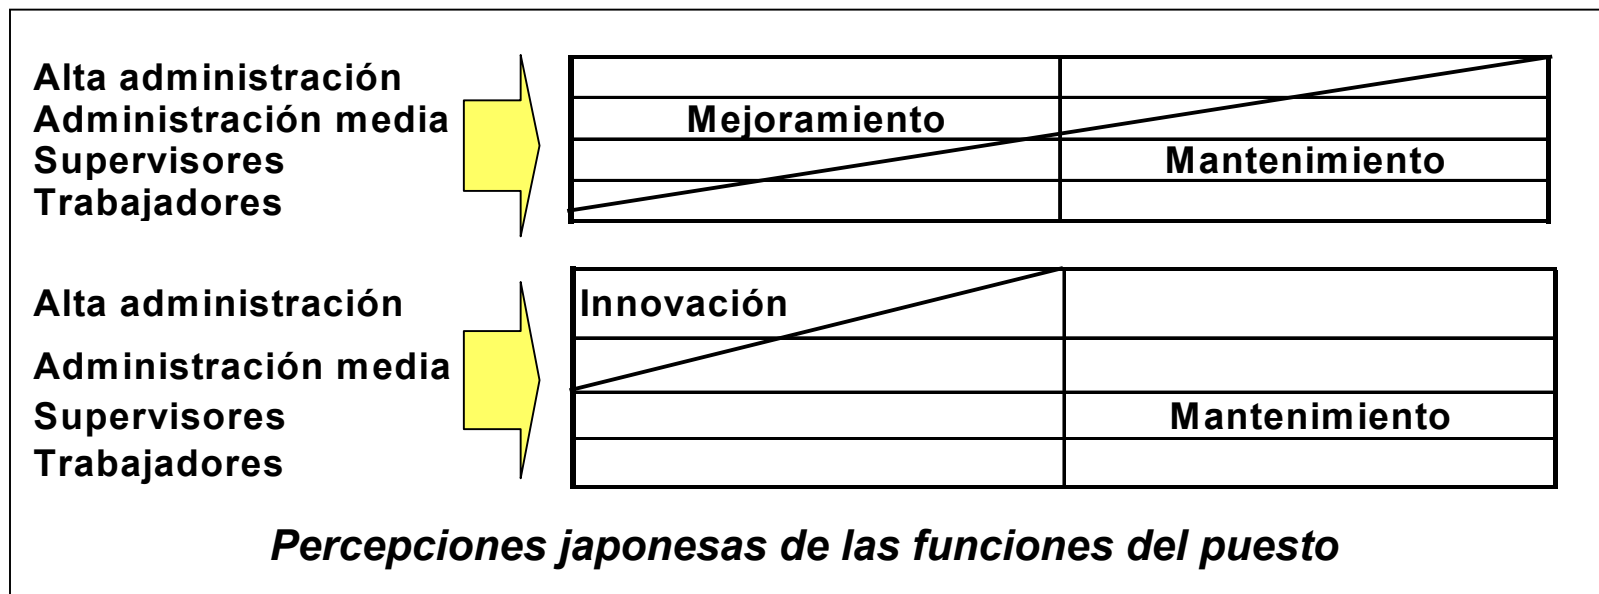 Alta administración
Administración media
Supervisores
Trabajadores
Mejoramiento
Mantenimiento
Alta administración
Administración media
Supervisores
Trabajadores
Innovación
Mantenimiento
Percepciones japonesas de las funciones del puesto